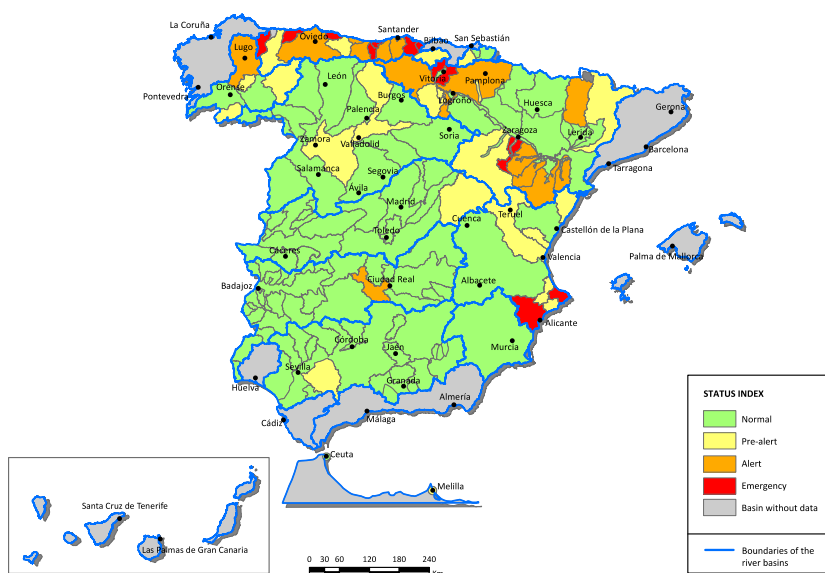 La Coruña
Santander
Oviedo
Bilbao
San Sebastián
Lugo
Vitoria
Pamplona
León
Pontevedra
Orense
Burgos
Logroño
Huesca
Gerona
Palencia
Zaragoza
Lerida
Zamora
Valladolid
Soria
Barcelona
Salamanca
Segovia
Tarragona
Ávila
Madrid
Cuenca
Teruel
Castellón de la Plana
Toledo
Cáceres
Valencia
Palma de Mallorca
Badajoz
Ciudad Real
Albacete
Alicante
Córdoba
Jaén
Murcia
Sevilla
Huelva
Granada
Almería
Cádiz
Málaga
Ceuta
Melilla
Santa Cruz de Tenerife
Las Palmas de Gran Canaria
STATUS INDEX
Normal
Pre-alert
Alert
Emergency
Basin without data
Boundaries of the
river basins
0 30 60 120 180 240
Km